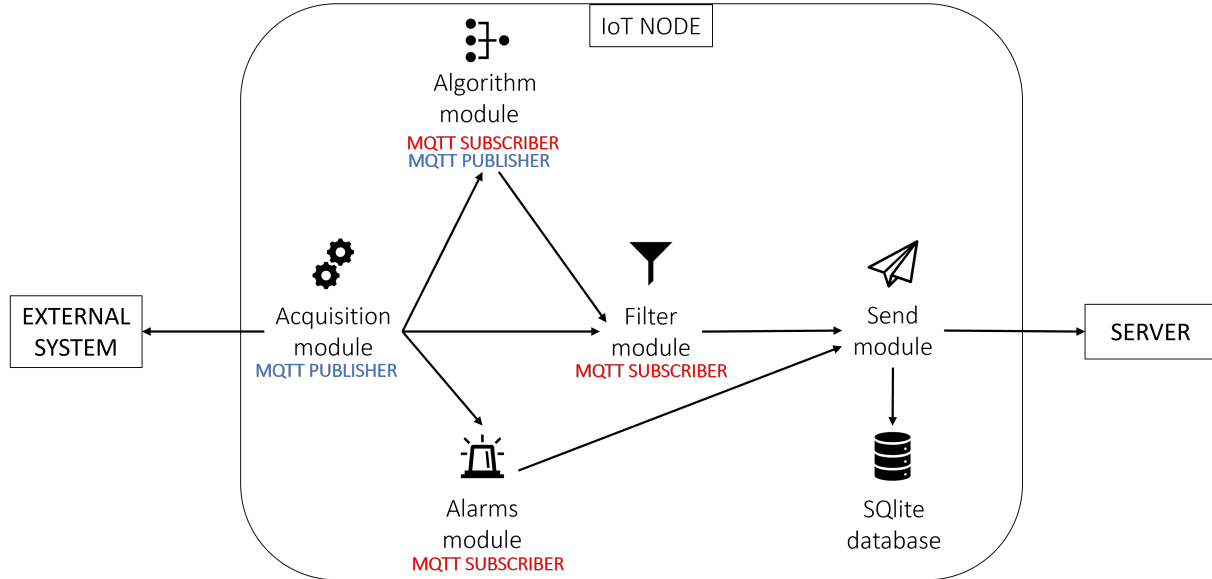 IoT NODE
Algorithm
module
MQTT SUBSCRIBER
MQTT PUBLISHER
EXTERNAL
SYSTEM
Acquisition
module
MQTT PUBLISHER
Filter
module
MQTT SUBSCRIBER
Send
module
SERVER
Alarms
module
MQTT SUBSCRIBER
SQlite
database